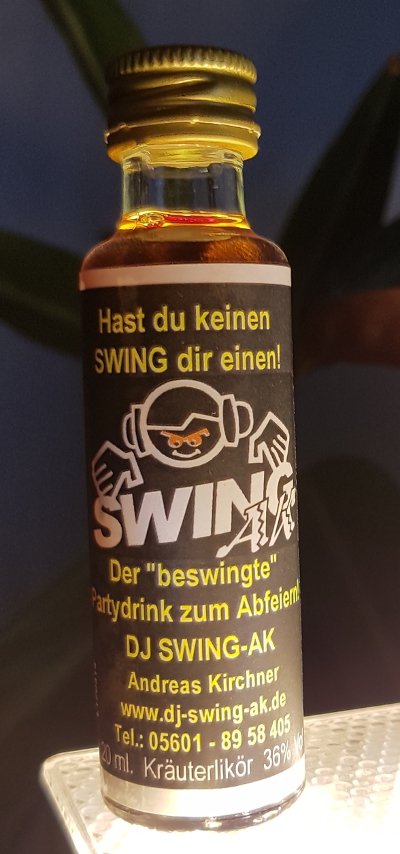 Hast du keinen
SWING dir einen!
SWING
AK
Der "beswingte"
Partydrink zum Abfeiern!
DJ SWING-AK
Andreas Kirchner
www.dj-swing-ak.de
Tel.: 05601 - 89 58 405
20 ml. Kräuterlikör 36% Vol